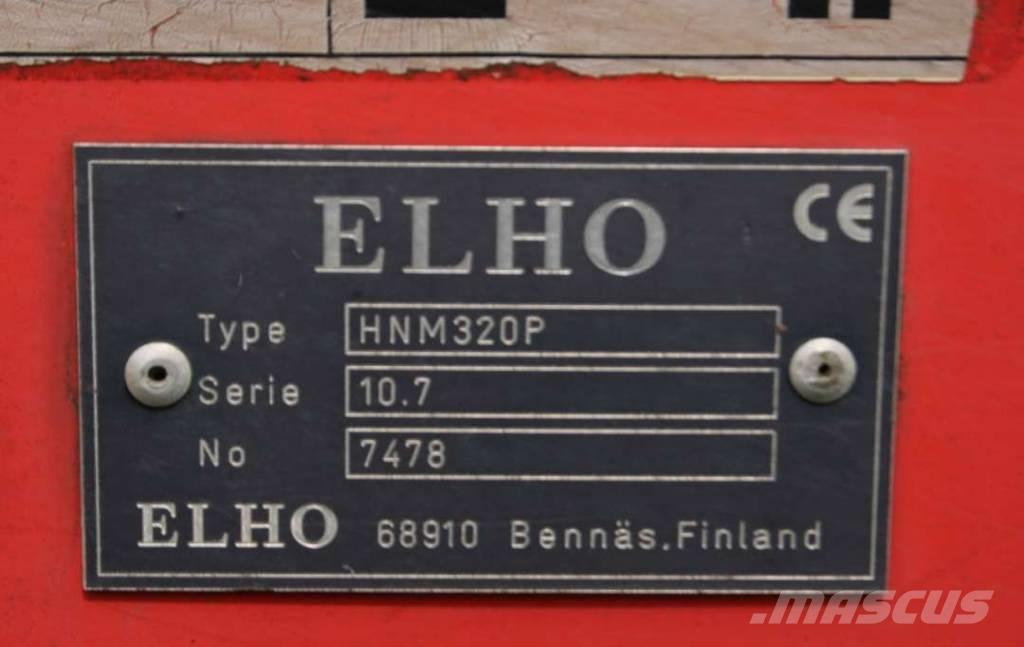 ELHO CE
Type HNM320P
Serie 10.7
No 7478
ELHO 68910 Bennäs.Finland
.MASCUS